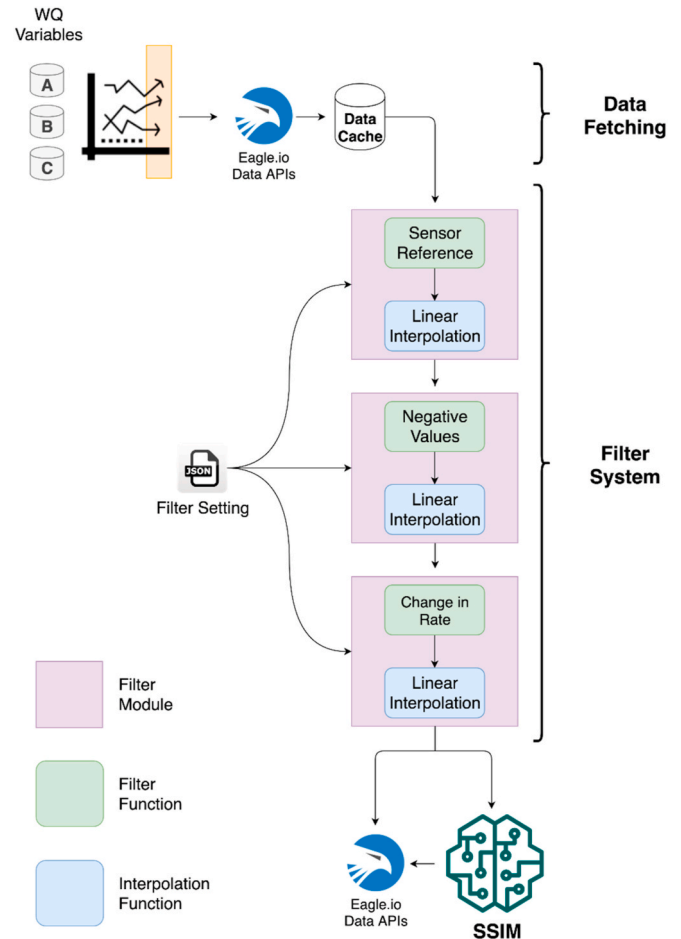 WQ
Variables
A
B
C
Eagle.io
Data APIs
Data
Cache
Data
Fetching
Sensor
Reference
Linear
Interpolation
Negative
Values
Linear
Interpolation
Filter
System
JSON
Filter Setting
Change in
Rate
Linear
Interpolation
Filter
Module
Filter
Function
Interpolation
Function
Eagle.io
Data APIs
SSIM